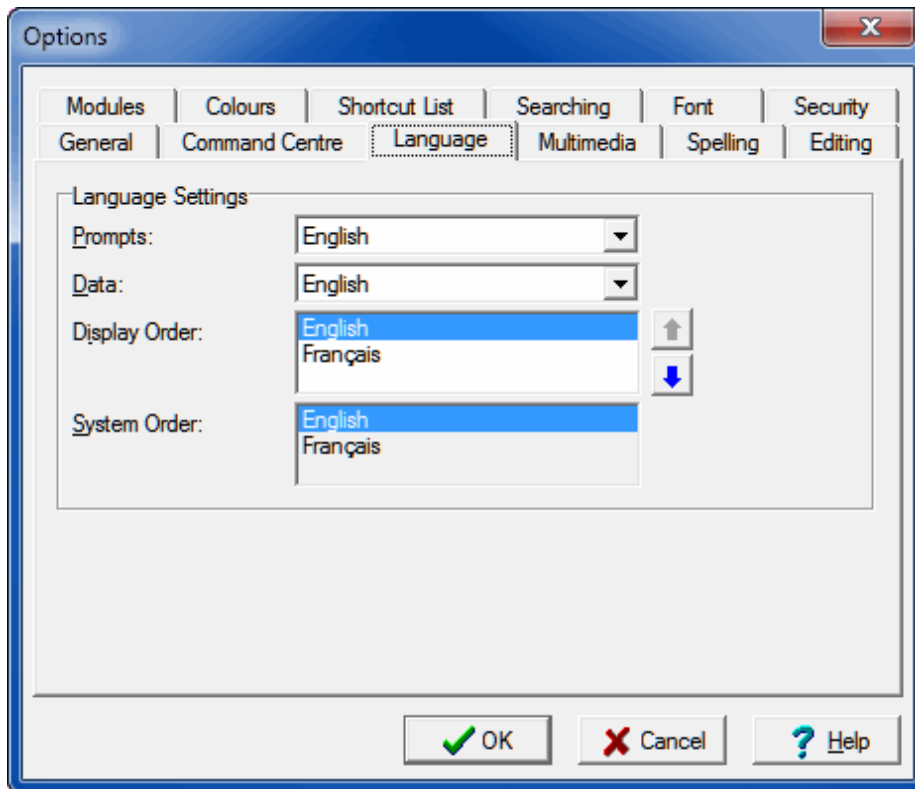 Options
Modules Colours Shortcut List Searching Font Security
General Command Centre Language Multimedia Spelling Editing
Language Settings
Prompts: English
Data: English
Display Order: English
Français
System Order: English
Français
OK Cancel Help